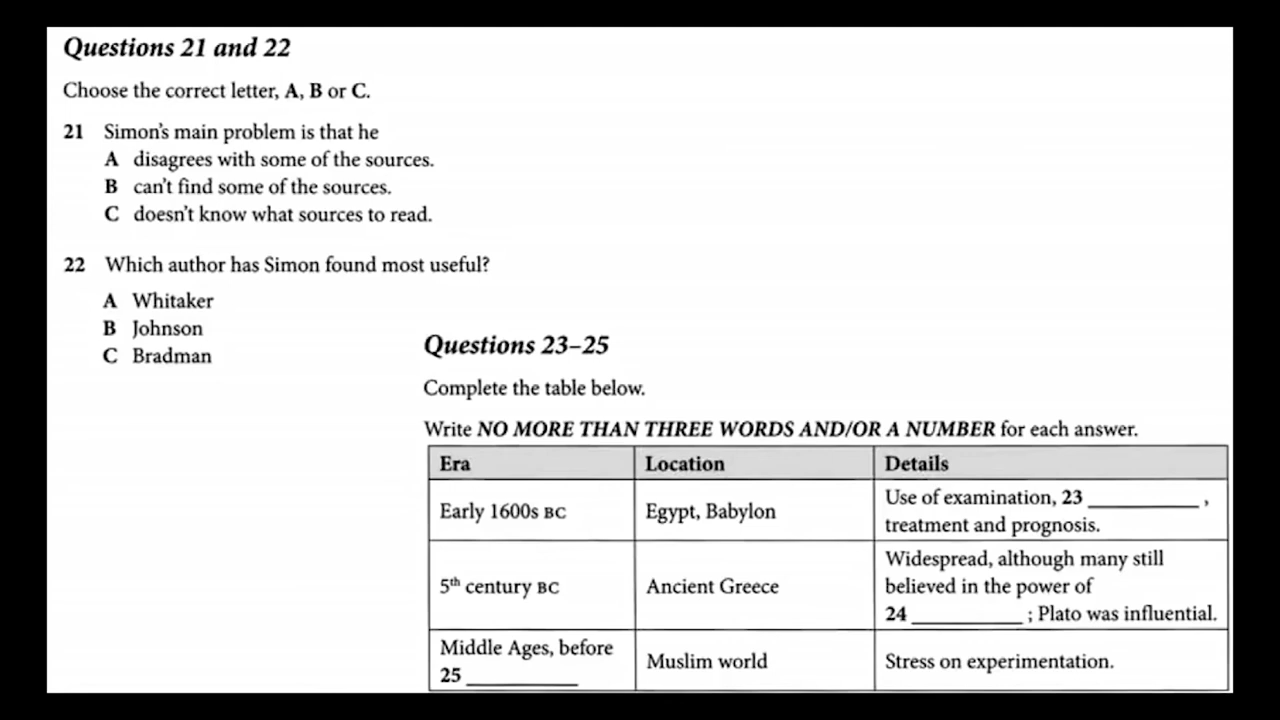 Questions 21 and 22
Choose the correct letter, A, B or C.
21 Simon's main problem is that he
A disagrees with some of the sources.
B can't find some of the sources.
C doesn't know what sources to read.
22 Which author has Simon found most useful?
A Whitaker
B Johnson
C Bradman
Questions 23–25
Complete the table below.
Write NO MORE THAN THREE WORDS AND/OR A NUMBER for each answer.
Era Location Details
Early 1600s BC Egypt, Babylon Use of examination, 23 __________ ,
treatment and prognosis.
5th century BC Ancient Greece Widespread, although many still
believed in the power of
24 __________ ; Plato was influential.
Middle Ages, before
25 __________ Muslim world Stress on experimentation.